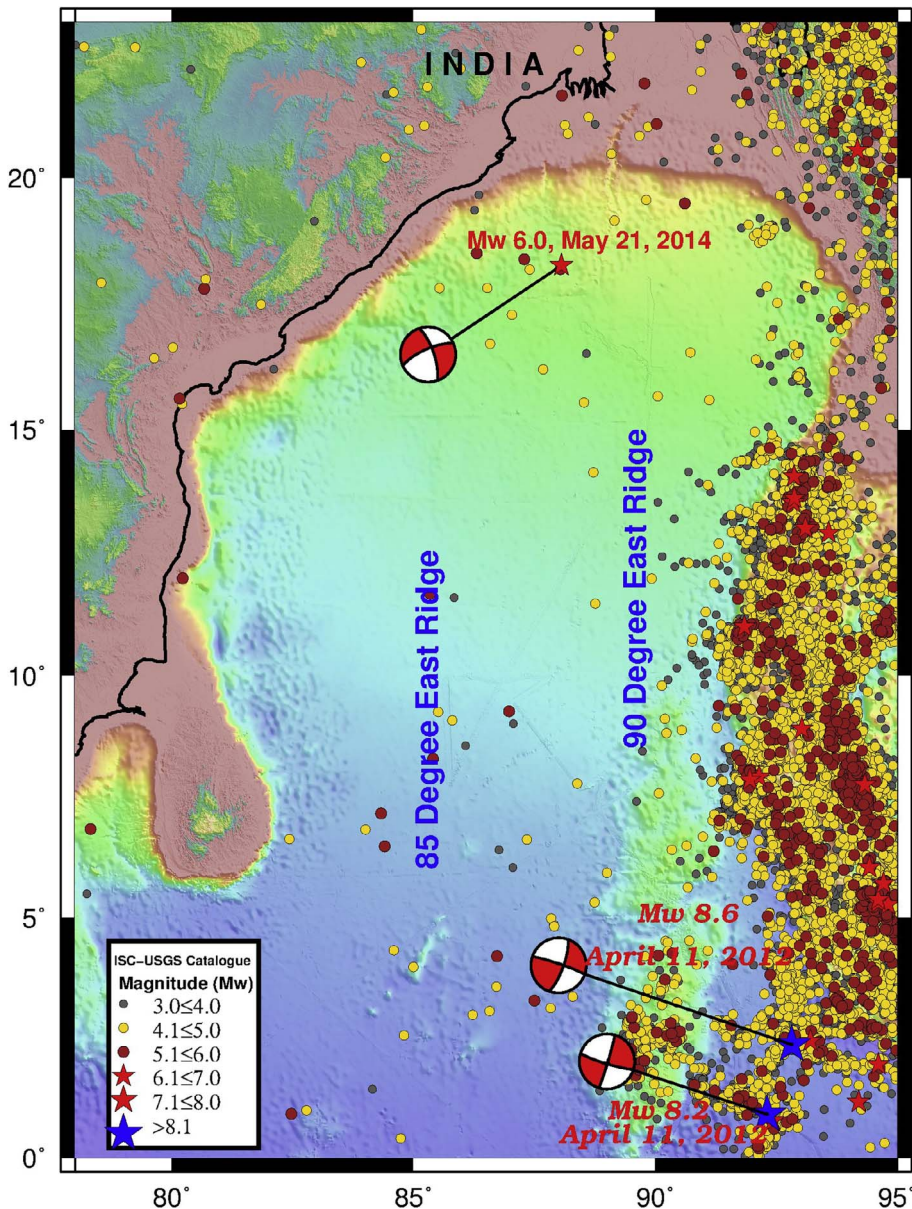 INDIA
20°
Mw 6.0, May 21, 2014
15°
90 Degree East Ridge
85 Degree East Ridge
10°
5°
Mw 8.6
April 11, 2012
ISC-USGS Catalogue
Magnitude (Mw)
3.0≤4.0
4.1≤5.0
5.1≤6.0
6.1≤7.0
7.1≤8.0
>8.1
Mw 8.2
April 11, 2012
0°
80°
85°
90°
95°